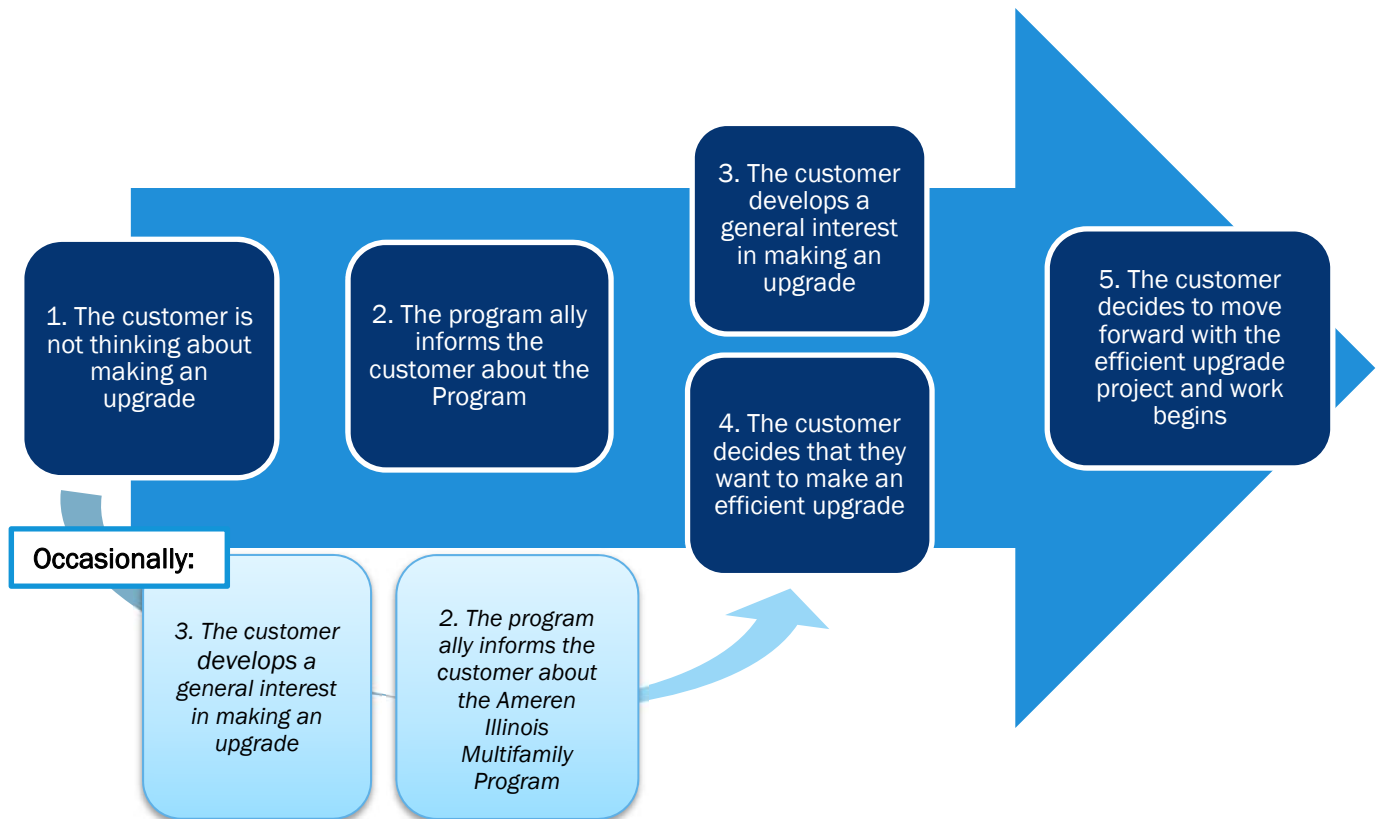 1. The customer is
not thinking about
making an
upgrade
2. The program ally
informs the
customer about the
Program
3. The customer
develops a
general interest
in making an
upgrade
4. The customer
decides that they
want to make an
efficient upgrade
5. The customer
decides to move
forward with the
efficient upgrade
project and work
begins
Occasionally:
3. The customer
develops a
general interest
in making an
upgrade
2. The program
ally informs the
customer about
the Ameren
Illinois
Multifamily
Program